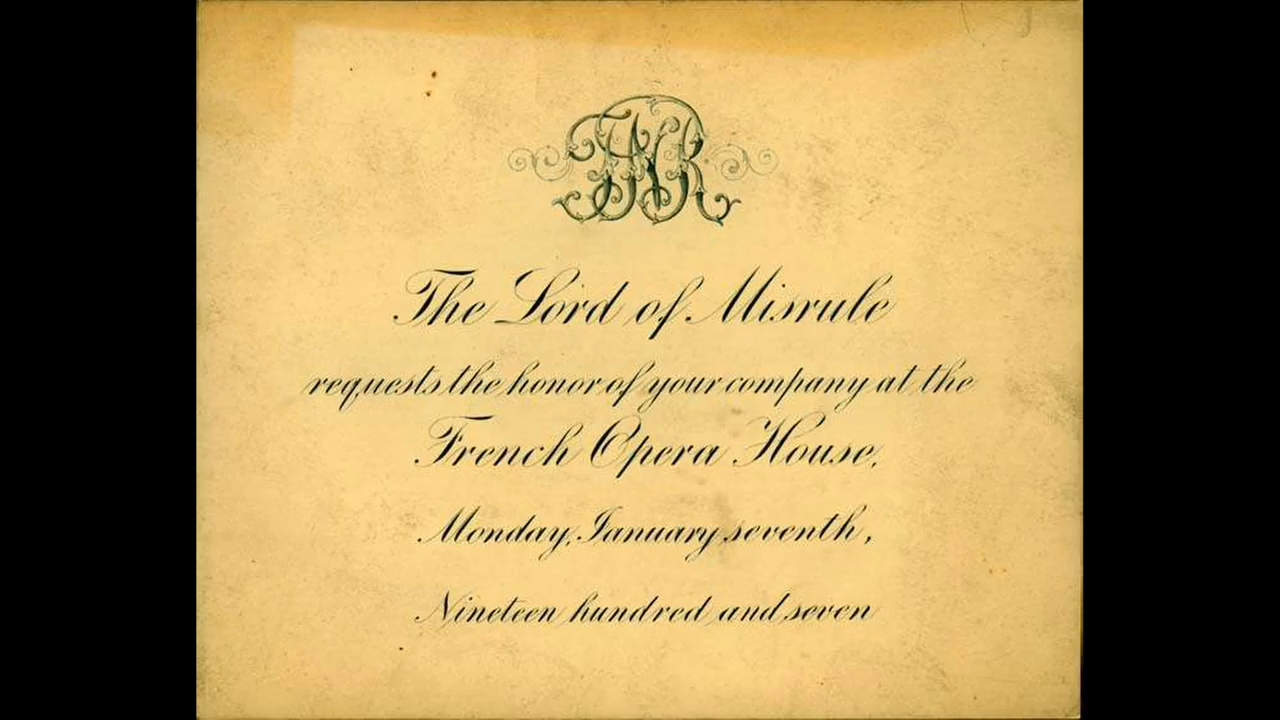 TNR
The Lord of Misrule
requests the honor of your company at the
French Opera House,
Monday, January seventh,
Nineteen hundred and seven